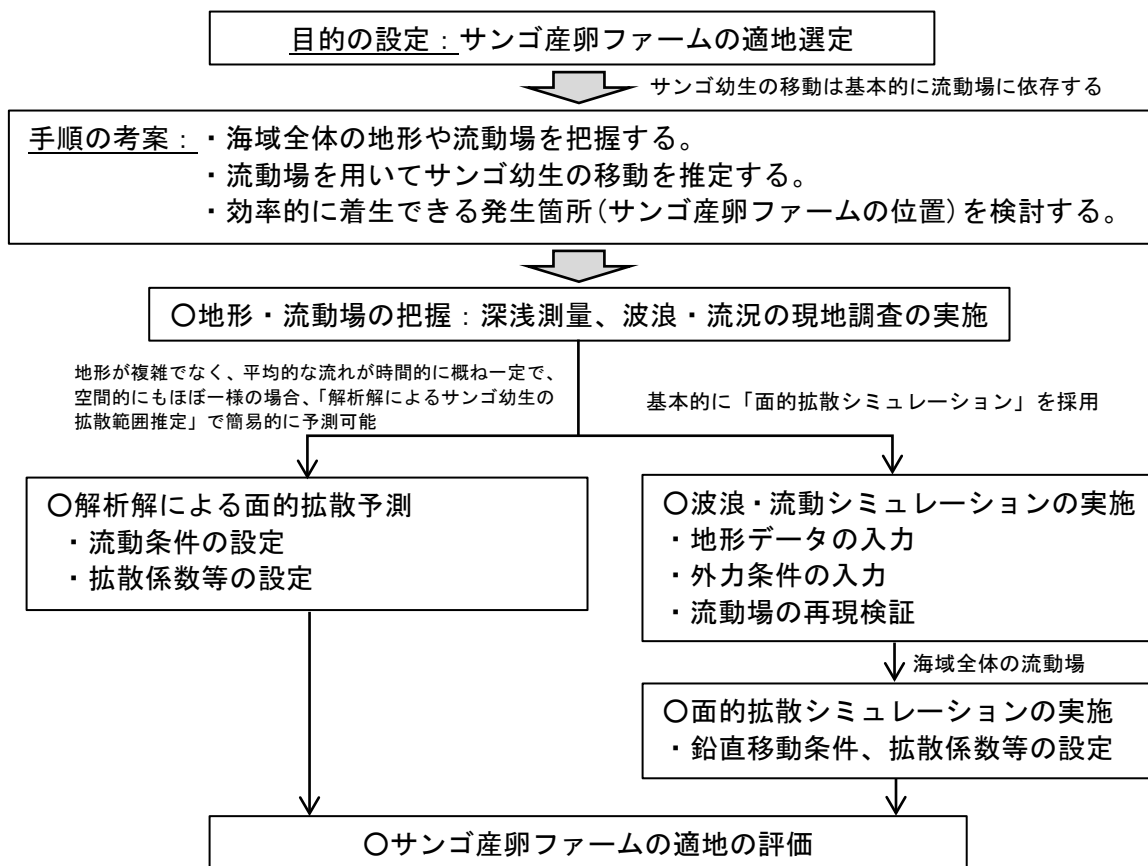 目的の設定：サンゴ産卵ファームの適地選定
サンゴ幼生の移動は基本的に流動場に依存する
手順の考案：・海域全体の地形や流動場を把握する。
・流動場を用いてサンゴ幼生の移動を推定する。
・効率的に着生できる発生箇所(サンゴ産卵ファームの位置)を検討する。
〇地形・流動場の把握：深浅測量、波浪・流況の現地調査の実施
地形が複雑でなく、平均的な流れが時間的に概ね一定で、
空間的にもほぼ一様の場合、「解析解によるサンゴ幼生の
拡散範囲推定」で簡易的に予測可能
基本的に「面的拡散シミュレーション」を採用
〇解析解による面的拡散予測
・流動条件の設定
・拡散係数等の設定
〇波浪・流動シミュレーションの実施
・地形データの入力
・外力条件の入力
・流動場の再現検証
海域全体の流動場
〇面的拡散シミュレーションの実施
・鉛直移動条件、拡散係数等の設定
〇サンゴ産卵ファームの適地の評価